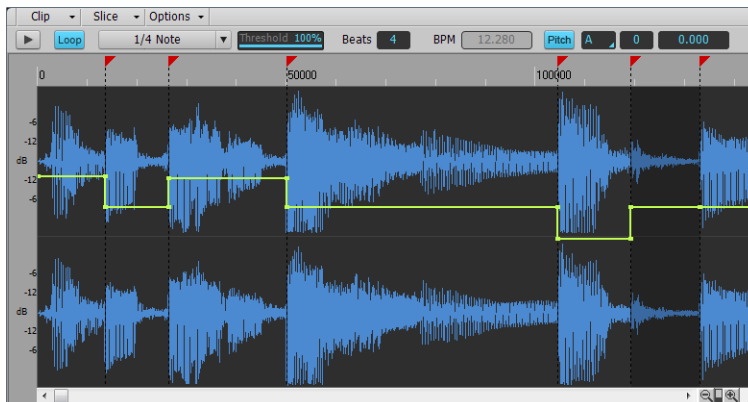 Clip Slice Options
Loop 1/4 Note Threshold 100% Beats 4 BPM 12.280 Pitch A 0 0.000
0 50000 100000
-6
-12
dB
-12
-6
-6
-12
dB
-12
-6